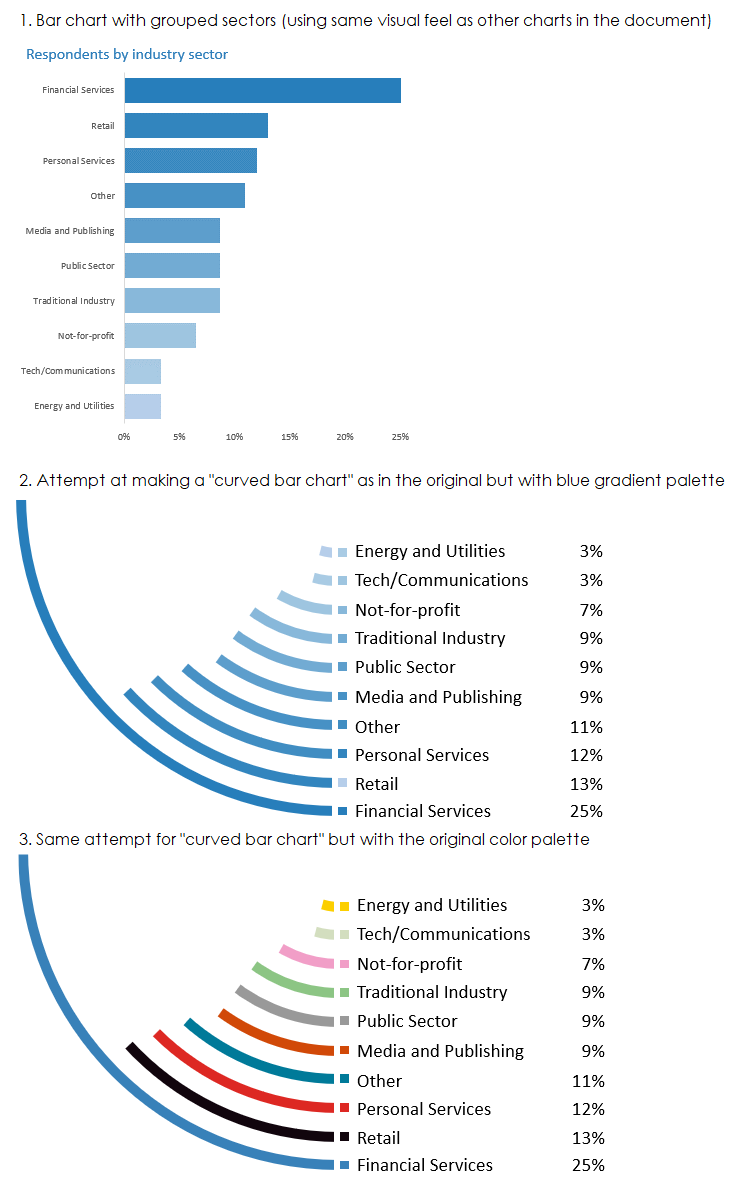 1. Bar chart with grouped sectors (using same visual feel as other charts in the document)
Respondents by industry sector
Financial Services
Retail
Personal Services
Other
Media and Publishing
Public Sector
Traditional Industry
Not-for-profit
Tech/Communications
Energy and Utilities
0% 5% 10% 15% 20% 25%
2. Attempt at making a "curved bar chart" as in the original but with blue gradient palette
Energy and Utilities 3%
Tech/Communications 3%
Not-for-profit 7%
Traditional Industry 9%
Public Sector 9%
Media and Publishing 9%
Other 11%
Personal Services 12%
Retail 13%
Financial Services 25%
3. Same attempt for "curved bar chart" but with the original color palette
Energy and Utilities 3%
Tech/Communications 3%
Not-for-profit 7%
Traditional Industry 9%
Public Sector 9%
Media and Publishing 9%
Other 11%
Personal Services 12%
Retail 13%
Financial Services 25%